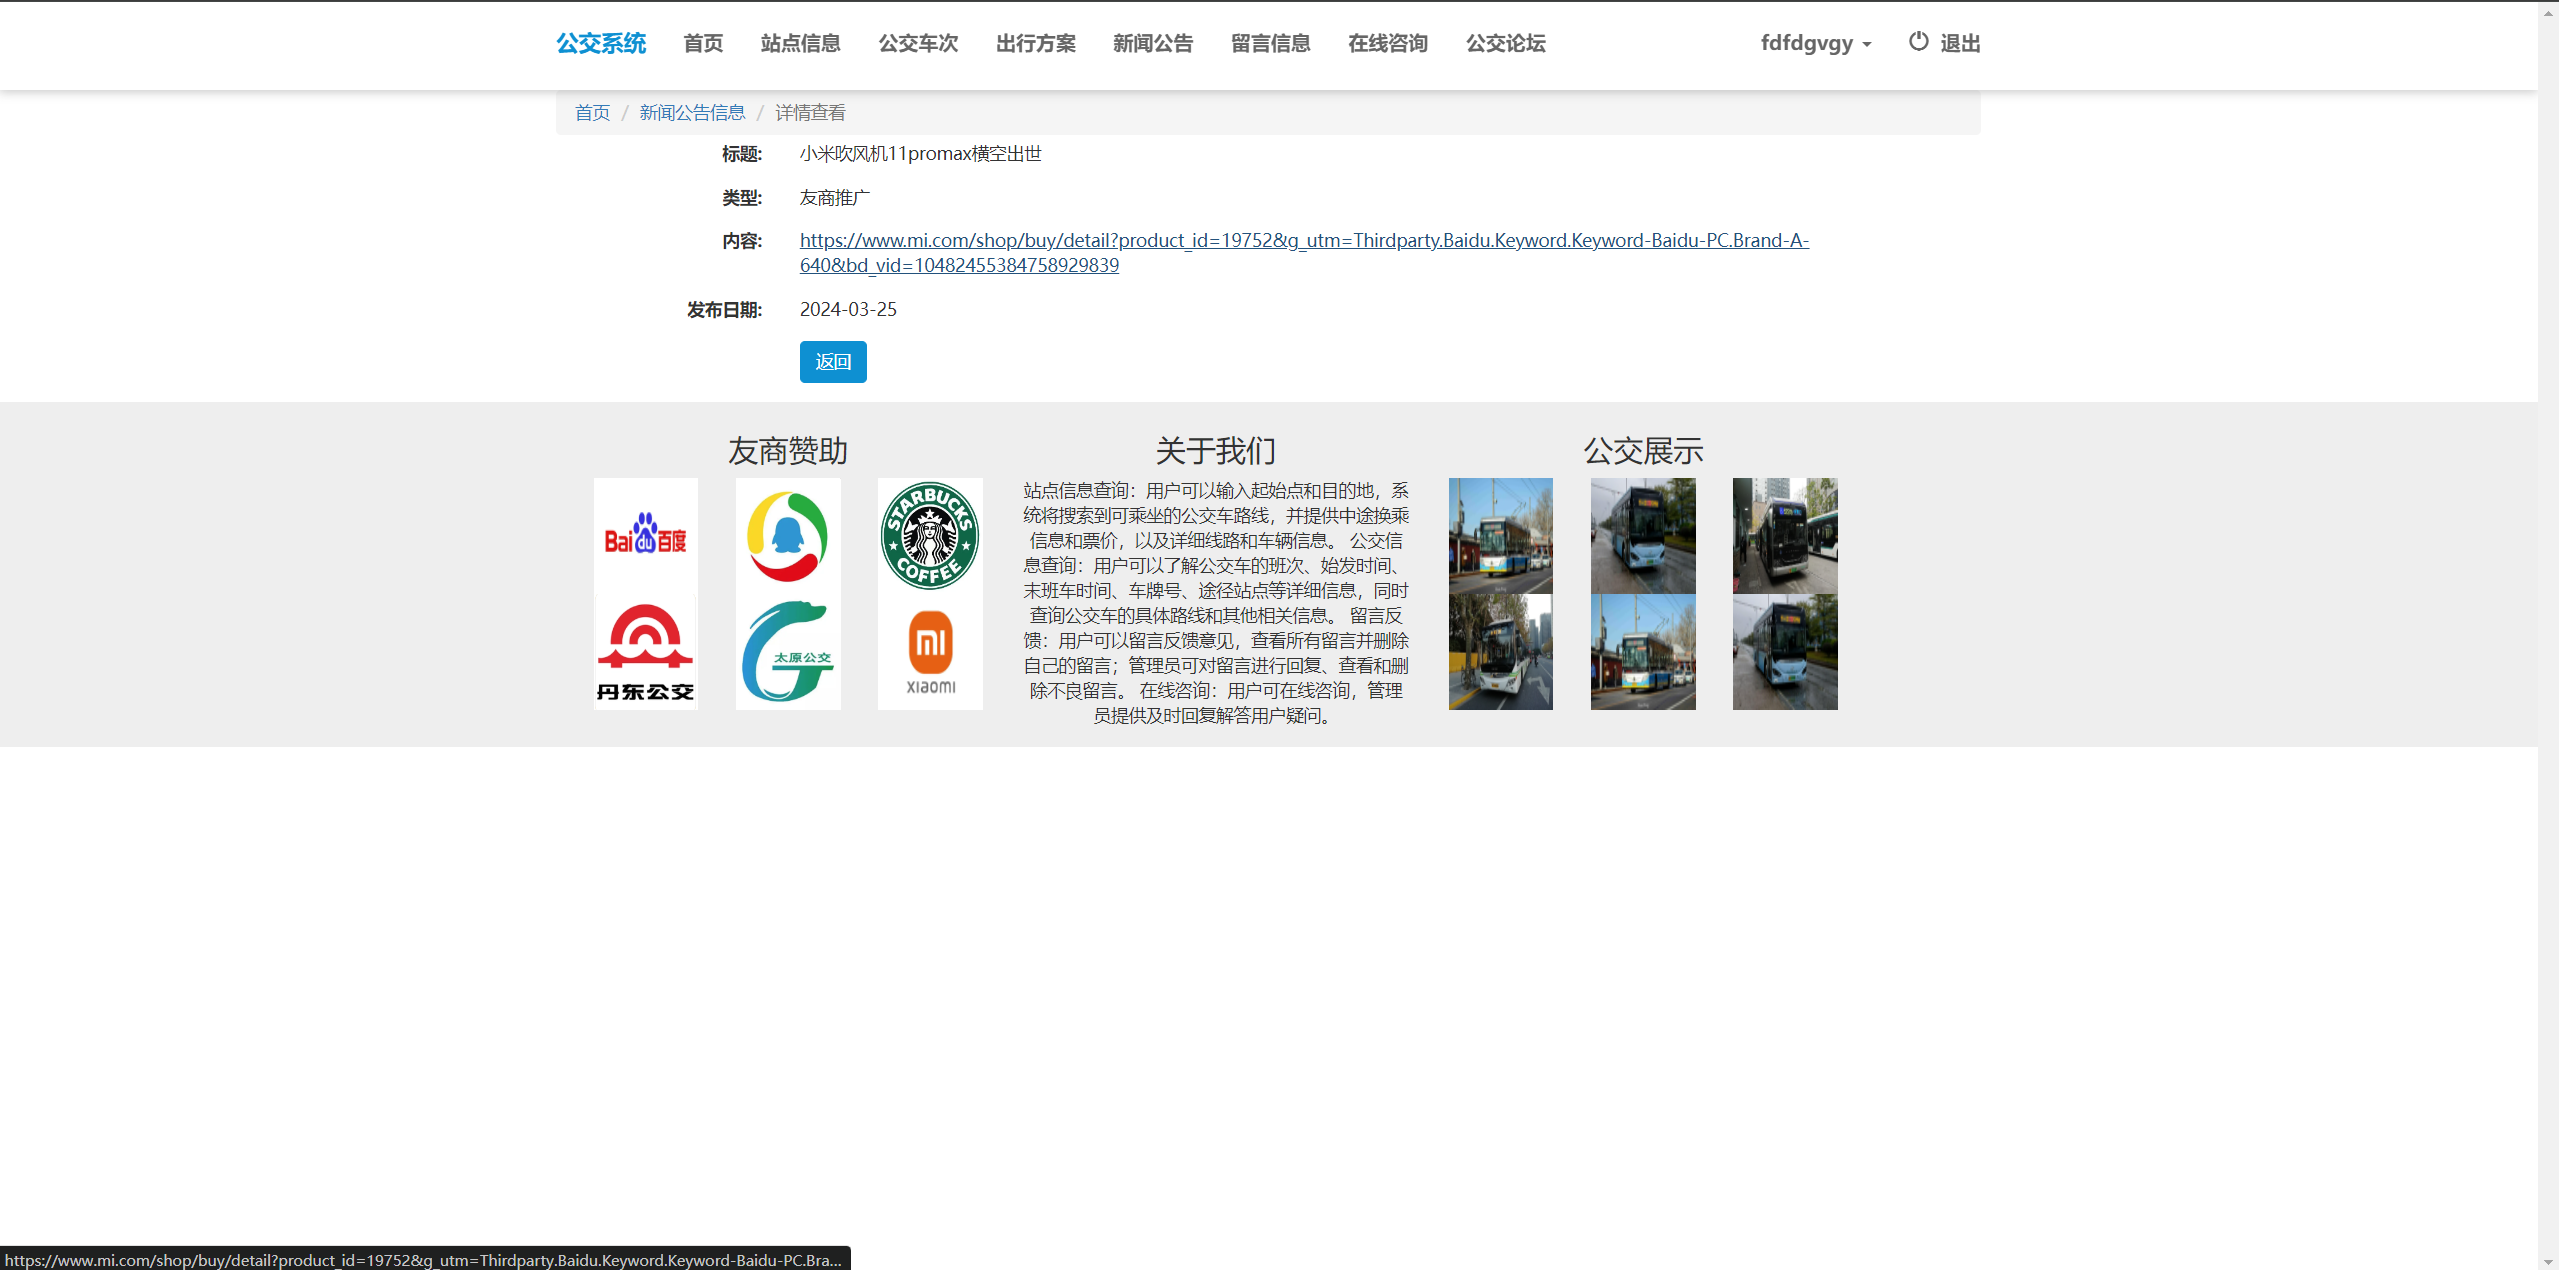 公交系统 首页 站点信息 公交车次 出行方案 新闻公告 留言信息 在线咨询 公交论坛 fdfdgvgy 退出
首页 / 新闻公告信息 / 详情查看
标题: 小米吹风机11promax横空出世
类型: 友商推广
内容: https://www.mi.com/shop/buy/detail?product_id=19752&g_utm=Thirdparty.Baidu.Keyword.Keyword-Baidu-PC.Brand-A-
640&bd_vid=10482455384758929839
发布日期: 2024-03-25
返回
友商赞助
Bai du 百度
STARBUCKS COFFEE
丹东公交
太原公交
mi
xiaomi
关于我们
站点信息查询：用户可以输入起始点和目的地，系
统将搜索到可乘坐的公交车路线，并提供中途换乘
信息和票价，以及详细线路和车辆信息。 公交信
息查询：用户可以了解公交车的班次、始发时间、
末班车时间、车牌号、途径站点等详细信息，同时
查询公交车的具体路线和其他相关信息。 留言反
馈：用户可以留言反馈意见，查看所有留言并删除
自己的留言；管理员可对留言进行回复、查看和删
除不良留言。 在线咨询：用户可在线咨询，管理
员提供及时回复解答用户疑问。
公交展示
https://www.mi.com/shop/buy/detail?product_id=19752&g_utm=Thirdparty.Baidu.Keyword.Keyword-Baidu-PC.Bra...